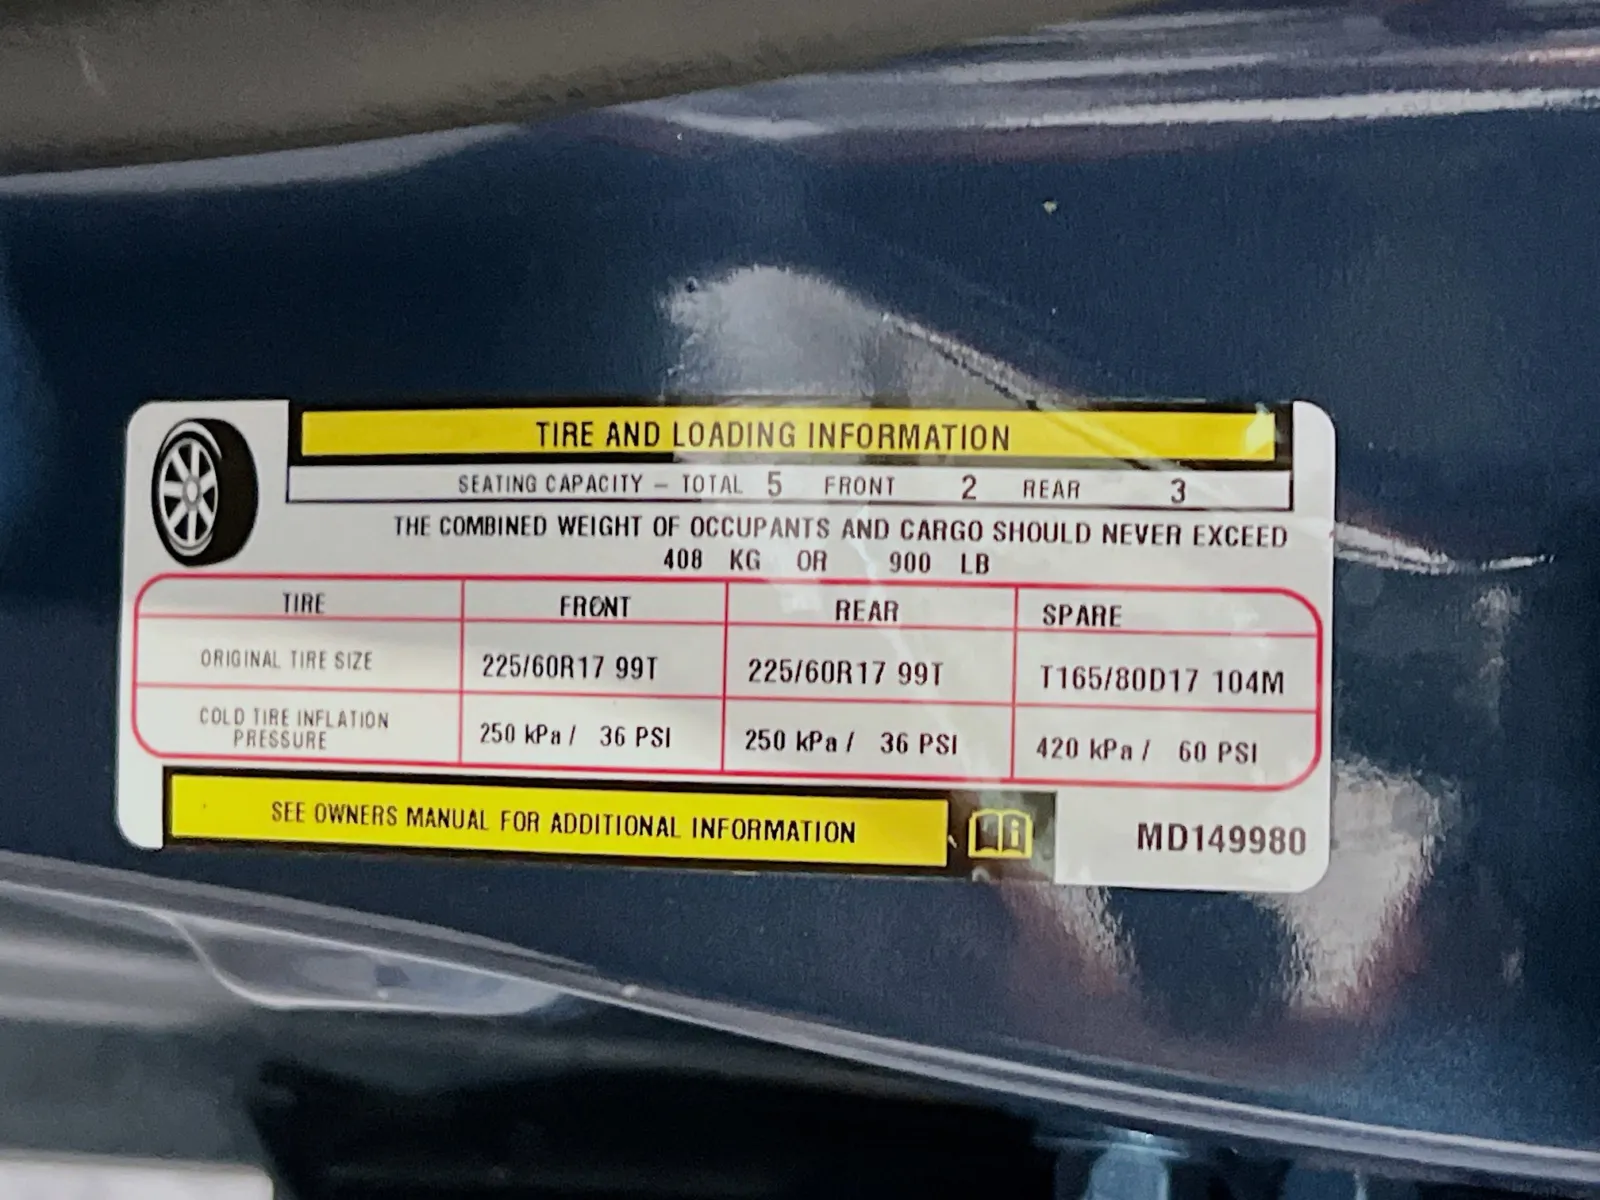 TIRE AND LOADING INFORMATION
SEATING CAPACITY – TOTAL 5 FRONT 2 REAR 3
THE COMBINED WEIGHT OF OCCUPANTS AND CARGO SHOULD NEVER EXCEED
408 KG OR 900 LB
TIRE FRONT REAR SPARE
ORIGINAL TIRE SIZE 225/60R17 99T 225/60R17 99T T165/80D17 104M
COLD TIRE INFLATION
PRESSURE 250 kPa / 36 PSI 250 kPa / 36 PSI 420 kPa / 60 PSI
SEE OWNERS MANUAL FOR ADDITIONAL INFORMATION
MD149980